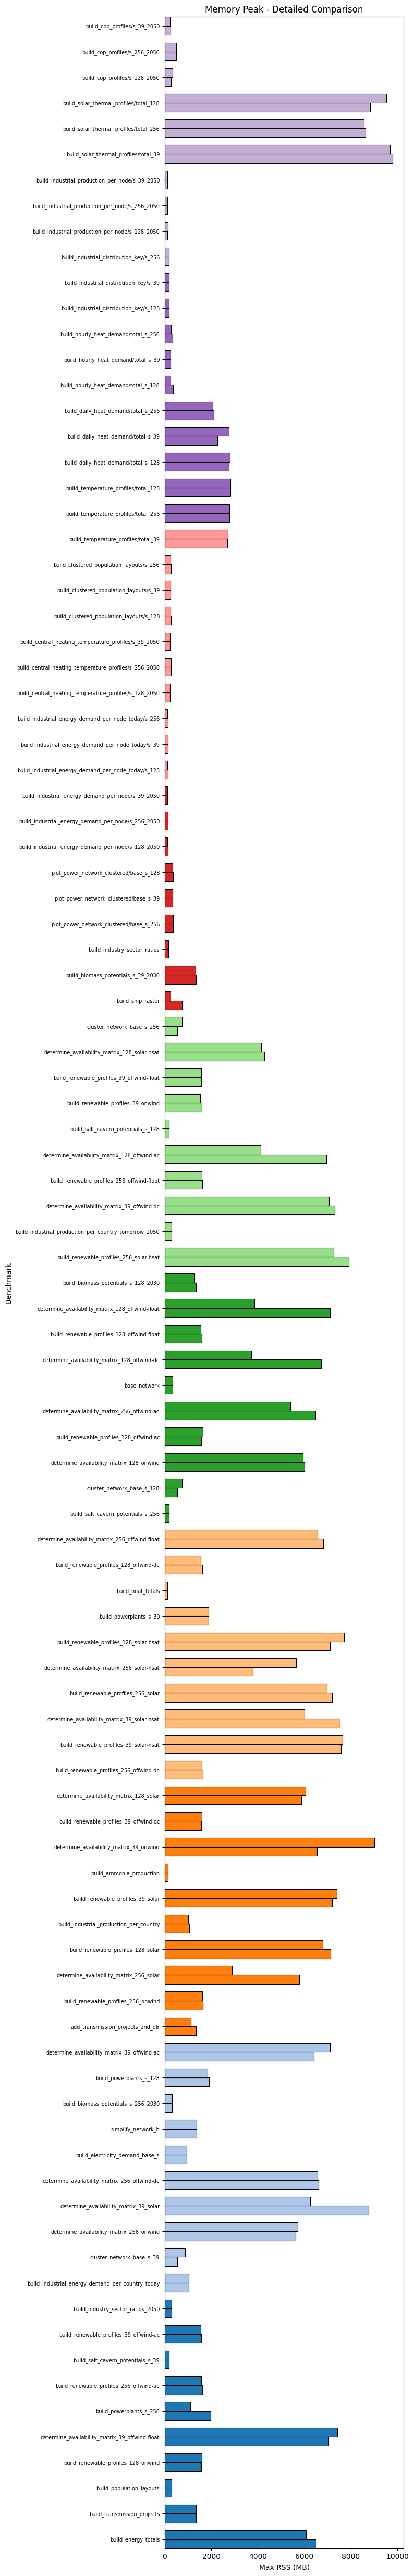 Memory Peak - Detailed Comparison
build_cop_profiles/s_39_2050
build_cop_profiles/s_256_2050
build_cop_profiles/s_128_2050
build_solar_thermal_profiles/total_128
build_solar_thermal_profiles/total_256
build_solar_thermal_profiles/total_39
build_industrial_production_per_node/s_39_2050
build_industrial_production_per_node/s_256_2050
build_industrial_production_per_node/s_128_2050
build_industrial_distribution_key/s_256
build_industrial_distribution_key/s_39
build_industrial_distribution_key/s_128
build_hourly_heat_demand/total_s_256
build_hourly_heat_demand/total_s_39
build_hourly_heat_demand/total_s_128
build_daily_heat_demand/total_s_256
build_daily_heat_demand/total_s_39
build_daily_heat_demand/total_s_128
build_temperature_profiles/total_128
build_temperature_profiles/total_256
build_temperature_profiles/total_39
build_clustered_population_layouts/s_256
build_clustered_population_layouts/s_39
build_clustered_population_layouts/s_128
build_central_heating_temperature_profiles/s_39_2050
build_central_heating_temperature_profiles/s_256_2050
build_central_heating_temperature_profiles/s_128_2050
build_industrial_energy_demand_per_node_today/s_256
build_industrial_energy_demand_per_node_today/s_39
build_industrial_energy_demand_per_node_today/s_128
build_industrial_energy_demand_per_node/s_39_2050
build_industrial_energy_demand_per_node/s_256_2050
build_industrial_energy_demand_per_node/s_128_2050
plot_power_network_clustered/base_s_128
plot_power_network_clustered/base_s_39
plot_power_network_clustered/base_s_256
build_industry_sector_ratios
build_biomass_potentials_s_39_2030
build_ship_raster
cluster_network_base_s_256
determine_availability_matrix_128_solar-hsat
build_renewable_profiles_39_offwind-float
build_renewable_profiles_39_onwind
build_salt_cavern_potentials_s_128
determine_availability_matrix_128_offwind-ac
build_renewable_profiles_256_offwind-float
determine_availability_matrix_39_offwind-dc
build_industrial_production_per_country_tomorrow_2050
build_renewable_profiles_256_solar-hsat
build_biomass_potentials_s_128_2030
determine_availability_matrix_128_offwind-float
build_renewable_profiles_128_offwind-float
determine_availability_matrix_128_offwind-dc
base_network
determine_availability_matrix_256_offwind-ac
build_renewable_profiles_128_offwind-ac
determine_availability_matrix_128_onwind
cluster_network_base_s_128
build_salt_cavern_potentials_s_256
determine_availability_matrix_256_offwind-float
build_renewable_profiles_128_offwind-dc
build_heat_totals
build_powerplants_s_39
build_renewable_profiles_128_solar-hsat
determine_availability_matrix_256_solar-hsat
build_renewable_profiles_256_solar
determine_availability_matrix_39_solar-hsat
build_renewable_profiles_39_solar-hsat
build_renewable_profiles_256_offwind-dc
determine_availability_matrix_128_solar
build_renewable_profiles_39_offwind-dc
determine_availability_matrix_39_onwind
build_ammonia_production
build_renewable_profiles_39_solar
build_industrial_production_per_country
build_renewable_profiles_128_solar
determine_availability_matrix_256_solar
build_renewable_profiles_256_onwind
add_transmission_projects_and_dlr
determine_availability_matrix_39_offwind-ac
build_powerplants_s_128
build_biomass_potentials_s_256_2030
simplify_network_b
build_electricity_demand_base_s
determine_availability_matrix_256_offwind-dc
determine_availability_matrix_39_solar
determine_availability_matrix_256_onwind
cluster_network_base_s_39
build_industrial_energy_demand_per_country_today
build_industry_sector_ratios_2050
build_renewable_profiles_39_offwind-ac
build_salt_cavern_potentials_s_39
build_renewable_profiles_256_offwind-ac
build_powerplants_s_256
determine_availability_matrix_39_offwind-float
build_renewable_profiles_128_onwind
build_population_layouts
build_transmission_projects
build_energy_totals
Benchmark
0 2000 4000 6000 8000 10000
Max RSS (MB)